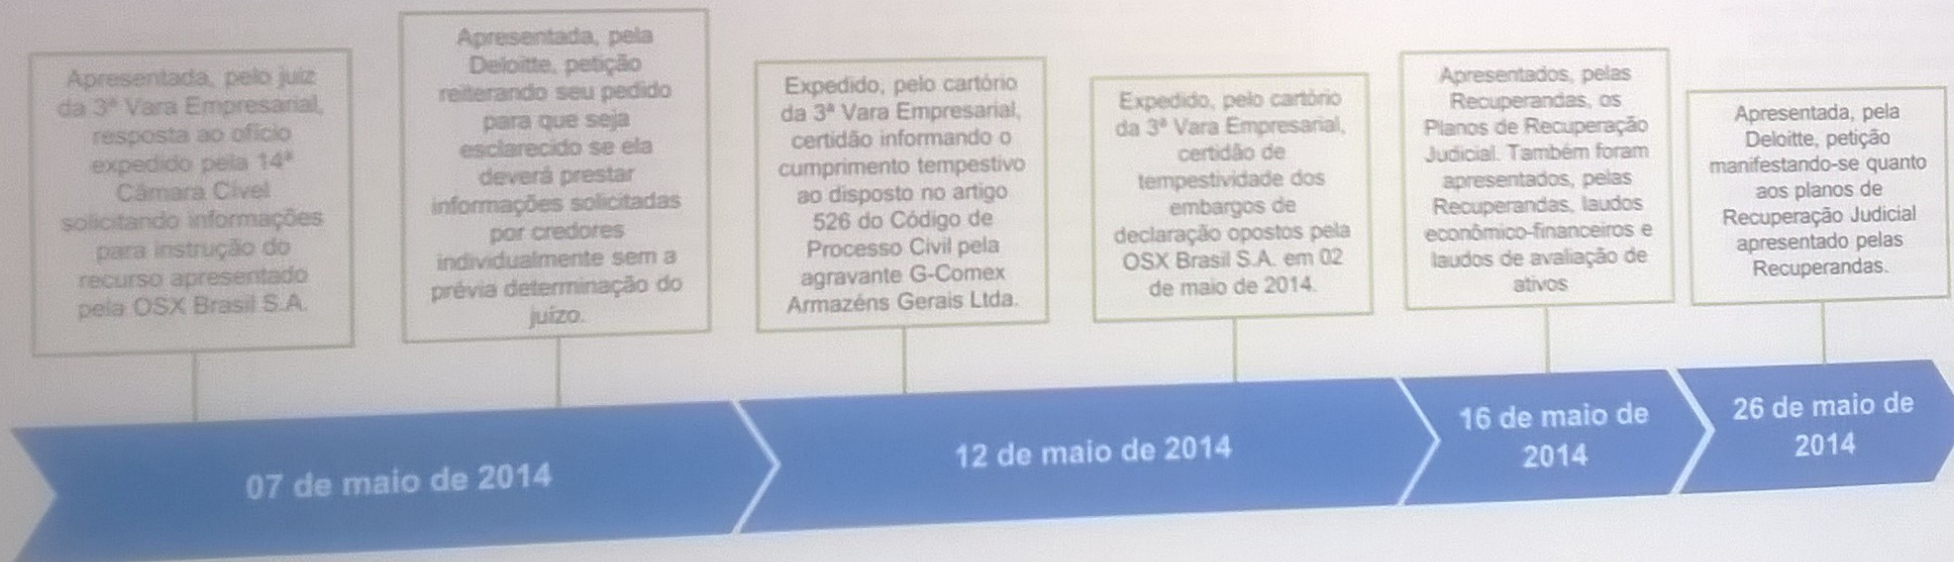 Apresentada, pelo juiz
da 3ª Vara Empresarial,
resposta ao ofício
expedido pela 14ª
Câmara Cível
solicitando informações
para instrução do
recurso apresentado
pela OSX Brasil S.A.
Apresentada, pela
Deloitte, petição
reiterando seu pedido
para que seja
esclarecido se ela
deverá prestar
informações solicitadas
por credores
individualmente sem a
prévia determinação do
juízo.
Expedido, pelo cartório
da 3ª Vara Empresarial,
certidão informando o
cumprimento tempestivo
ao disposto no artigo
526 do Código de
Processo Civil pela
agravante G-Comex
Armazéns Gerais Ltda.
Expedido, pelo cartório
da 3ª Vara Empresarial,
certidão de
tempestividade dos
embargos de
declaração opostos pela
OSX Brasil S.A. em 02
de maio de 2014.
Apresentados, pelas
Recuperandas, os
Planos de Recuperação
Judicial. Também foram
apresentados, pelas
Recuperandas, laudos
econômico-financeiros e
laudos de avaliação de
ativos
Apresentada, pela
Deloitte, petição
manifestando-se quanto
aos planos de
Recuperação Judicial
apresentado pelas
Recuperandas.
07 de maio de 2014
12 de maio de 2014
16 de maio de
2014
26 de maio de
2014